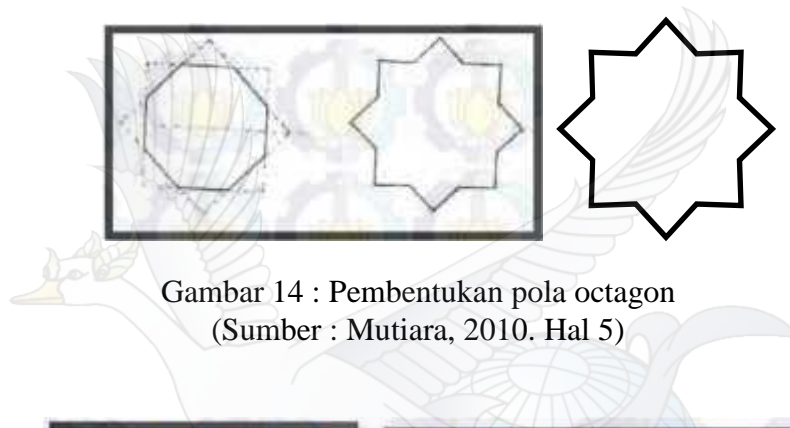 Gambar 14 : Pembentukan pola octagon
(Sumber : Mutiara, 2010. Hal 5)